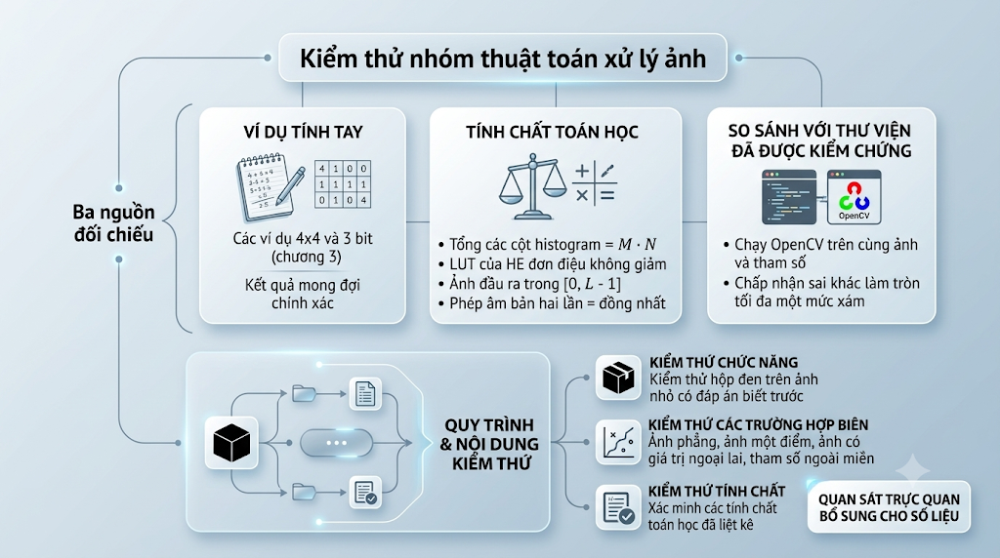 Kiểm thử nhóm thuật toán xử lý ảnh
Ba nguồn
đối chiếu
VÍ DỤ TÍNH TAY
4 1 0 0
1 1 1 1
0 1 0 4
Các ví dụ 4x4 và 3 bit
(chương 3)
Kết quả mong đợi
chính xác
TÍNH CHẤT TOÁN HỌC
• Tổng các cột histogram = M · N
• LUT của HE đơn điệu không giảm
• Ảnh đầu ra trong [0, L - 1]
• Phép âm bản hai lần = đồng nhất
SO SÁNH VỚI THƯ VIỆN
ĐÃ ĐƯỢC KIỂM CHỨNG
OpenCV
• Chạy OpenCV trên cùng ảnh
và tham số
• Chấp nhận sai khác làm tròn
tối đa một mức xám
QUY TRÌNH
& NỘI DUNG
KIỂM THỨ
KIỂM THỨ CHỨC NĂNG
Kiểm thử hộp đen trên ảnh
nhỏ có đáp án biết trước
KIỂM THỨ CÁC TRƯỜNG HỢP BIÊN
Ảnh phẳng, ảnh một điểm, ảnh có
giá trị ngoại lai, tham số ngoài miền
KIỂM THỨ TÍNH CHẤT
Xác minh các tính chất
toán học đã liệt kê
QUAN SÁT TRỰC QUAN
BỔ SUNG CHO SỐ LIỆU